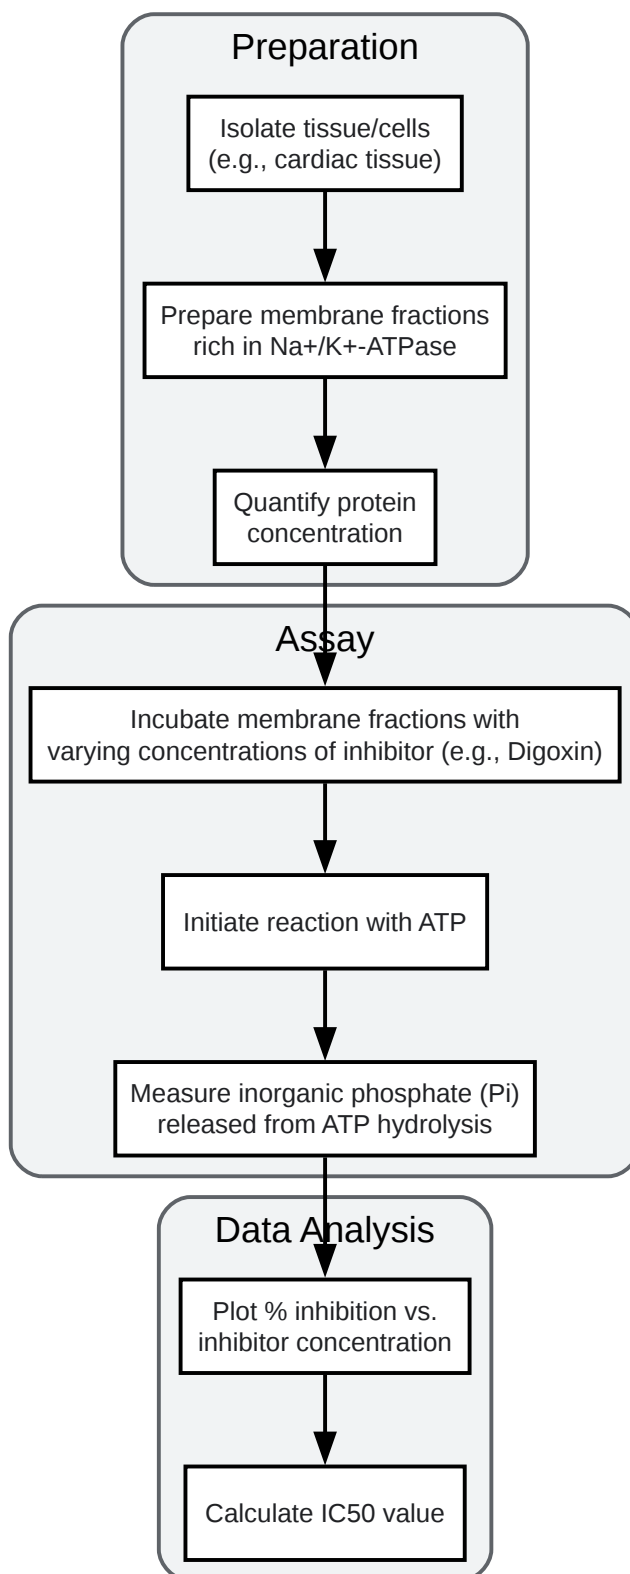 Preparation
Isolate tissue/cells
(e.g., cardiac tissue)
Prepare membrane fractions
rich in Na+/K+-ATPase
Quantify protein
concentration
Assay
Incubate membrane fractions with
varying concentrations of inhibitor (e.g., Digoxin)
Initiate reaction with ATP
Measure inorganic phosphate (Pi)
released from ATP hydrolysis
Data Analysis
Plot % inhibition vs.
inhibitor concentration
Calculate IC50 value